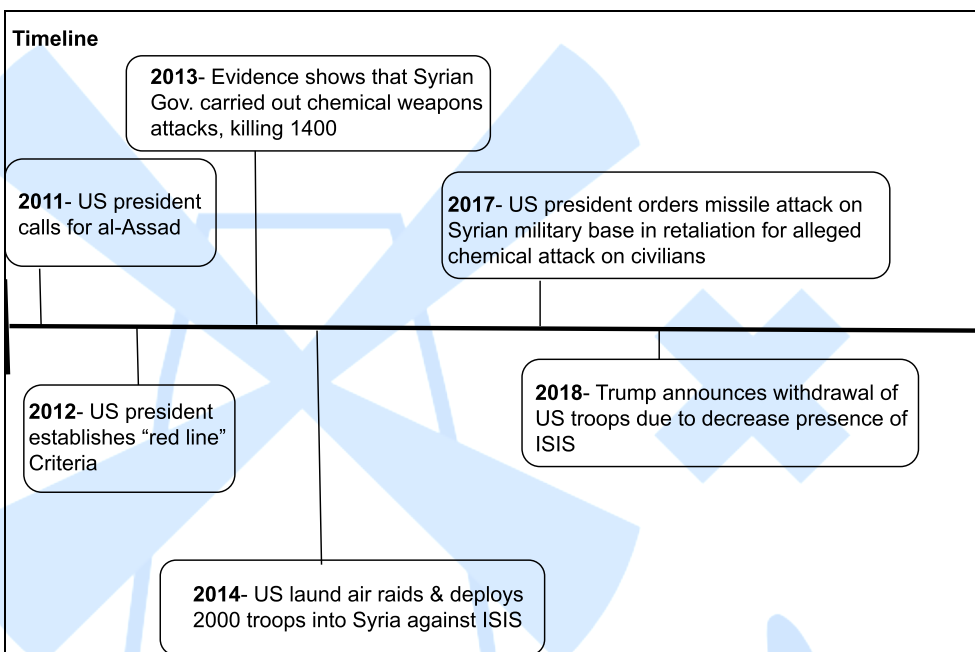 Timeline
2013- Evidence shows that Syrian
Gov. carried out chemical weapons
attacks, killing 1400
2011- US president
calls for al-Assad
2017- US president orders missile attack on
Syrian military base in retaliation for alleged
chemical attack on civilians
2012- US president
establishes “red line”
Criteria
2018- Trump announces withdrawal of
US troops due to decrease presence of
ISIS
2014- US laund air raids & deploys
2000 troops into Syria against ISIS